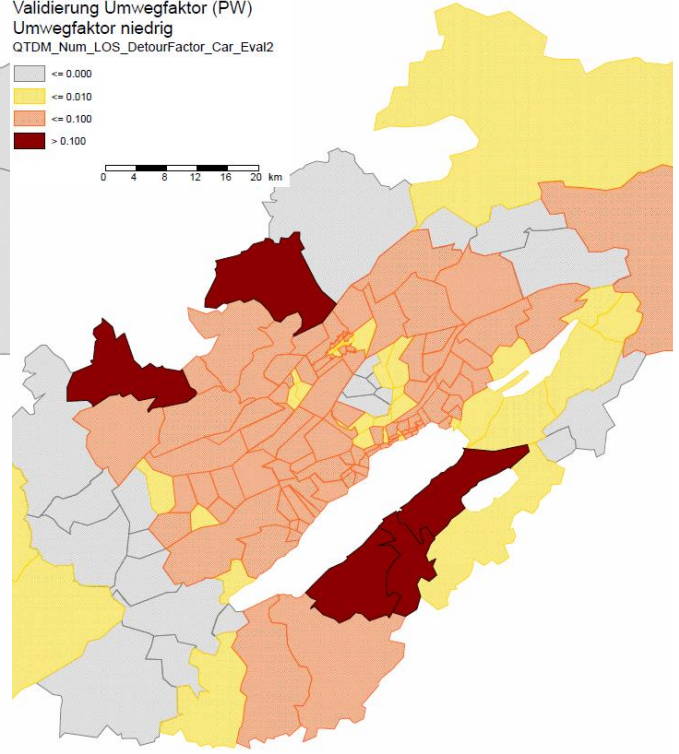 Validierung Umwegfaktor (PW)
Umwegfaktor niedrig
QTDM_Num_LOS_DetourFactor_Car_Eval2
<= 0.000
<= 0.010
<= 0.100
> 0.100
0 4 8 12 16 20 km